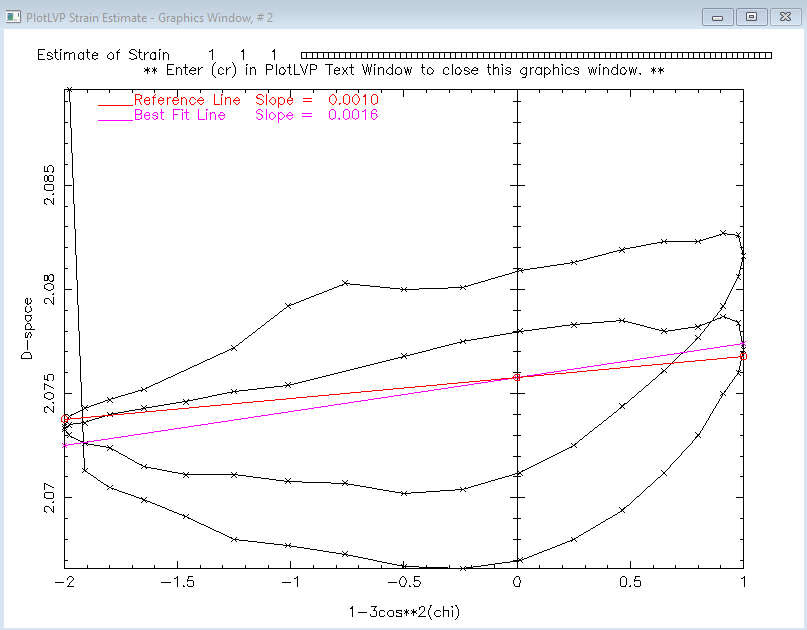 PlotLVP Strain Estimate - Graphics Window, # 2
Estimate of Strain 1 1 1
** Enter (cr) in PlotLVP Text Window to close this graphics window. **
Reference Line Slope = 0.0010
Best Fit Line Slope = 0.0016
2.085
2.08
2.075
2.07
D-space
-2 -1.5 -1 -0.5 0 0.5 1
1-3cos**2(chi)